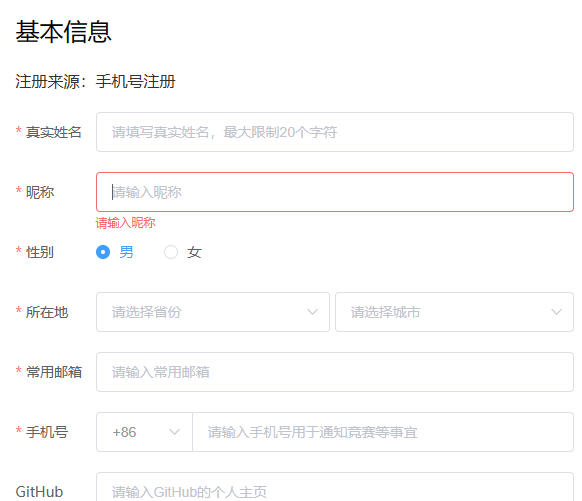 基本信息
注册来源：手机号注册
* 真实姓名 请填写真实姓名，最大限制20个字符
* 昵称 请输入昵称
请输入昵称
* 性别 男 女
* 所在地 请选择省份 请选择城市
* 常用邮箱 请输入常用邮箱
* 手机号 +86 请输入手机号用于通知竞赛等事宜
GitHub 请输入GitHub的个人主页